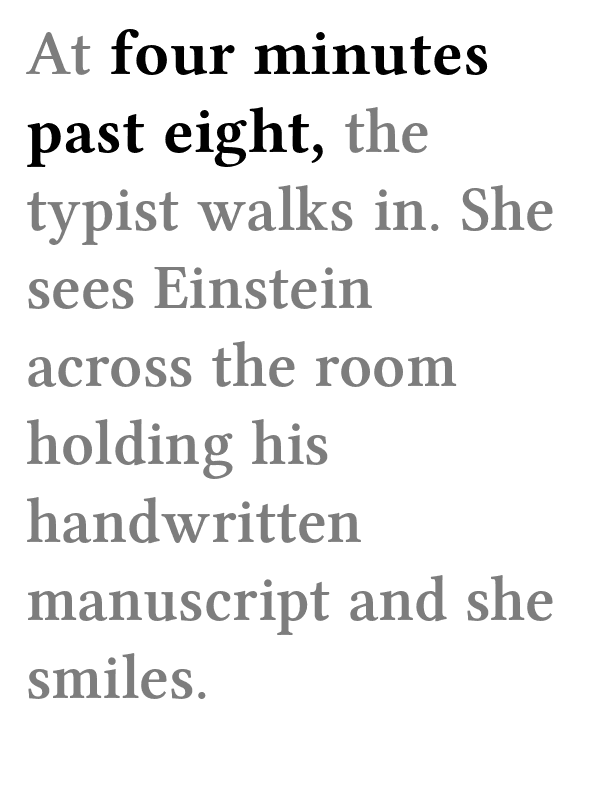 At four minutes
past eight, the
typist walks in. She
sees Einstein
across the room
holding his
handwritten
manuscript and she
smiles.